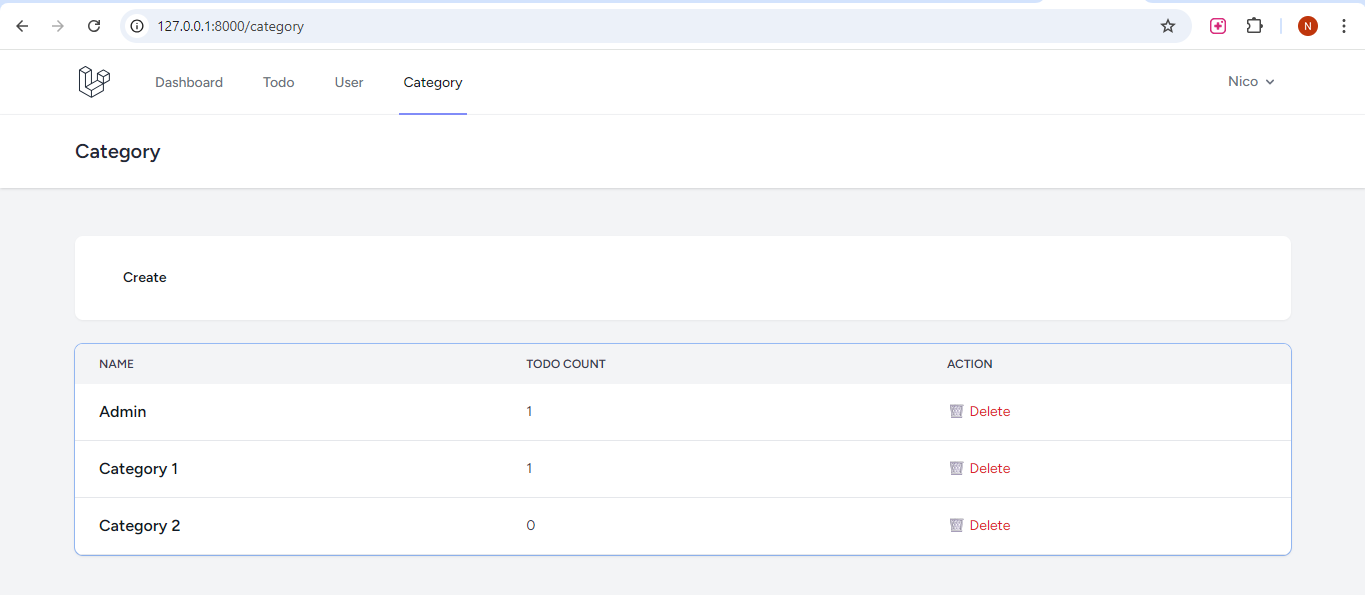 127.0.0.1:8000/category
N
Dashboard Todo User Category Nico
Category
Create
NAME TODO COUNT ACTION
Admin 1 Delete
Category 1 1 Delete
Category 2 0 Delete